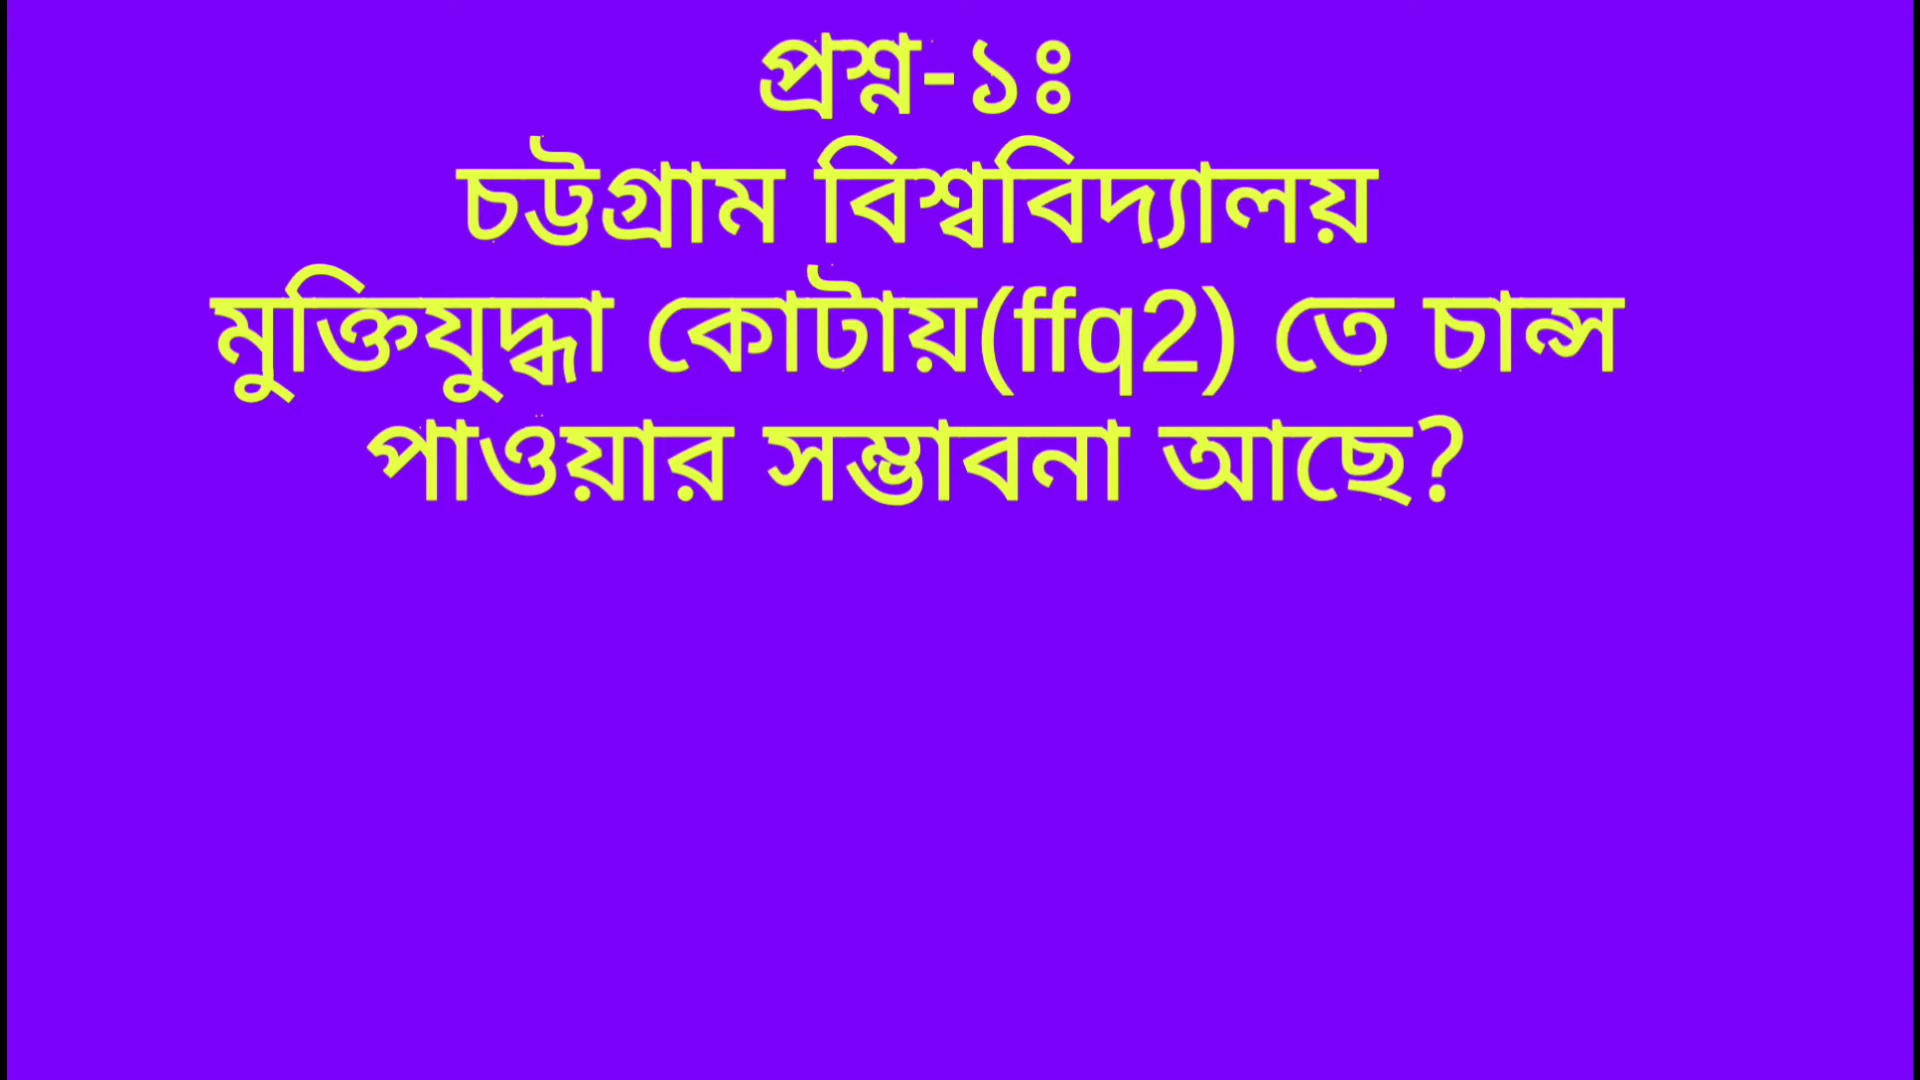 প্রশ্ন-১ঃ
চট্টগ্রাম বিশ্ববিদ্যালয়
মুক্তিযুদ্ধা কোটায়(ffq2) তে চান্স
পাওয়ার সম্ভাবনা আছে?